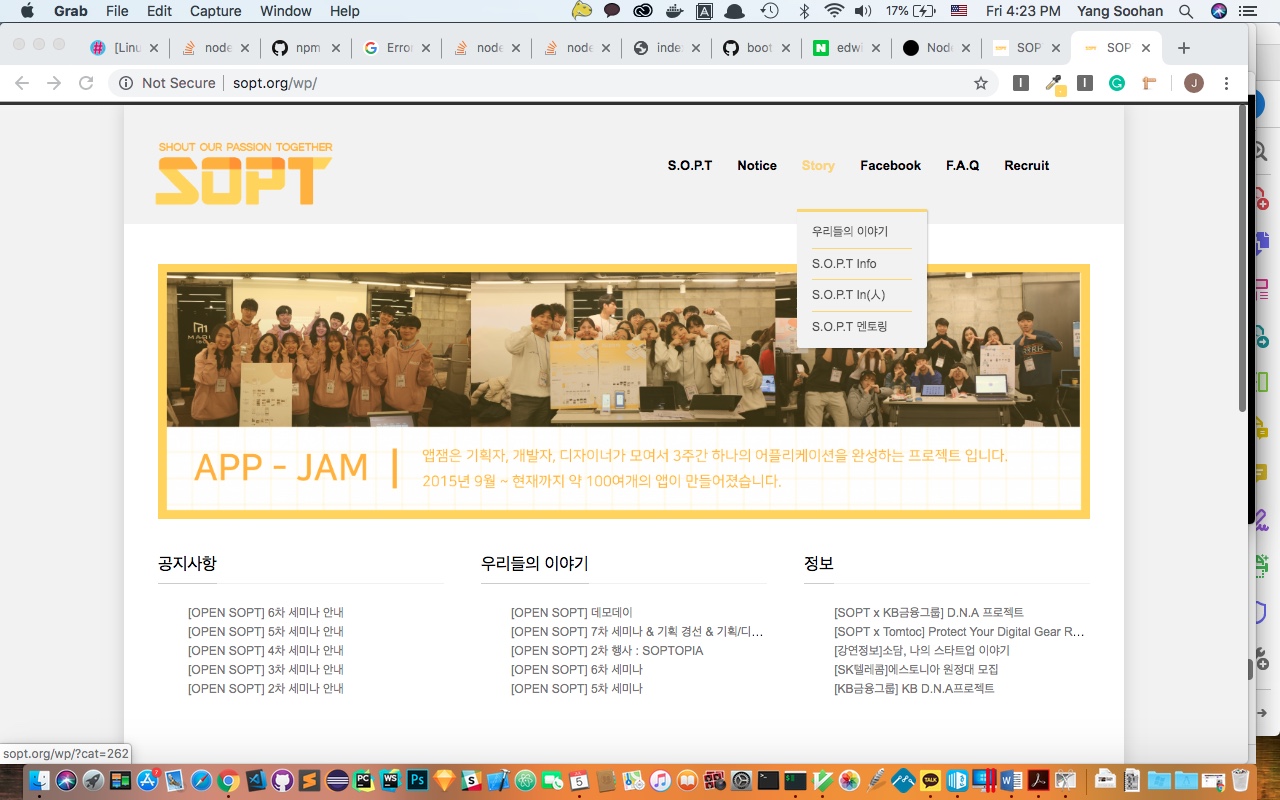 Grab File Edit Capture Window Help 17% Fri 4:23 PM Yang Soohan
[Linu node npm Erro node node index boot edwi Node SOP SOP
Not Secure sopt.org/wp/
SHOUT OUR PASSION TOGETHER
SOPT
S.O.P.T Notice Story Facebook F.A.Q Recruit
우리들의 이야기
S.O.P.T Info
S.O.P.T In(人)
S.O.P.T 멘토링
APP - JAM
앱잼은 기획자, 개발자, 디자이너가 모여서 3주간 하나의 어플리케이션을 완성하는 프로젝트 입니다.
2015년 9월 ~ 현재까지 약 100여개의 앱이 만들어졌습니다.
공지사항
[OPEN SOPT] 6차 세미나 안내
[OPEN SOPT] 5차 세미나 안내
[OPEN SOPT] 4차 세미나 안내
[OPEN SOPT] 3차 세미나 안내
[OPEN SOPT] 2차 세미나 안내
우리들의 이야기
[OPEN SOPT] 데모데이
[OPEN SOPT] 7차 세미나 & 기획 경선 & 기획/디...
[OPEN SOPT] 2차 행사 : SOPTOPIA
[OPEN SOPT] 6차 세미나
[OPEN SOPT] 5차 세미나
정보
[SOPT x KB금융그룹] D.N.A 프로젝트
[SOPT x Tomtoc] Protect Your Digital Gear R...
[강연정보]소담, 나의 스타트업 이야기
[SK텔레콤]에스토니아 원정대 모집
[KB금융그룹] KB D.N.A프로젝트
sopt.org/wp/?cat=262